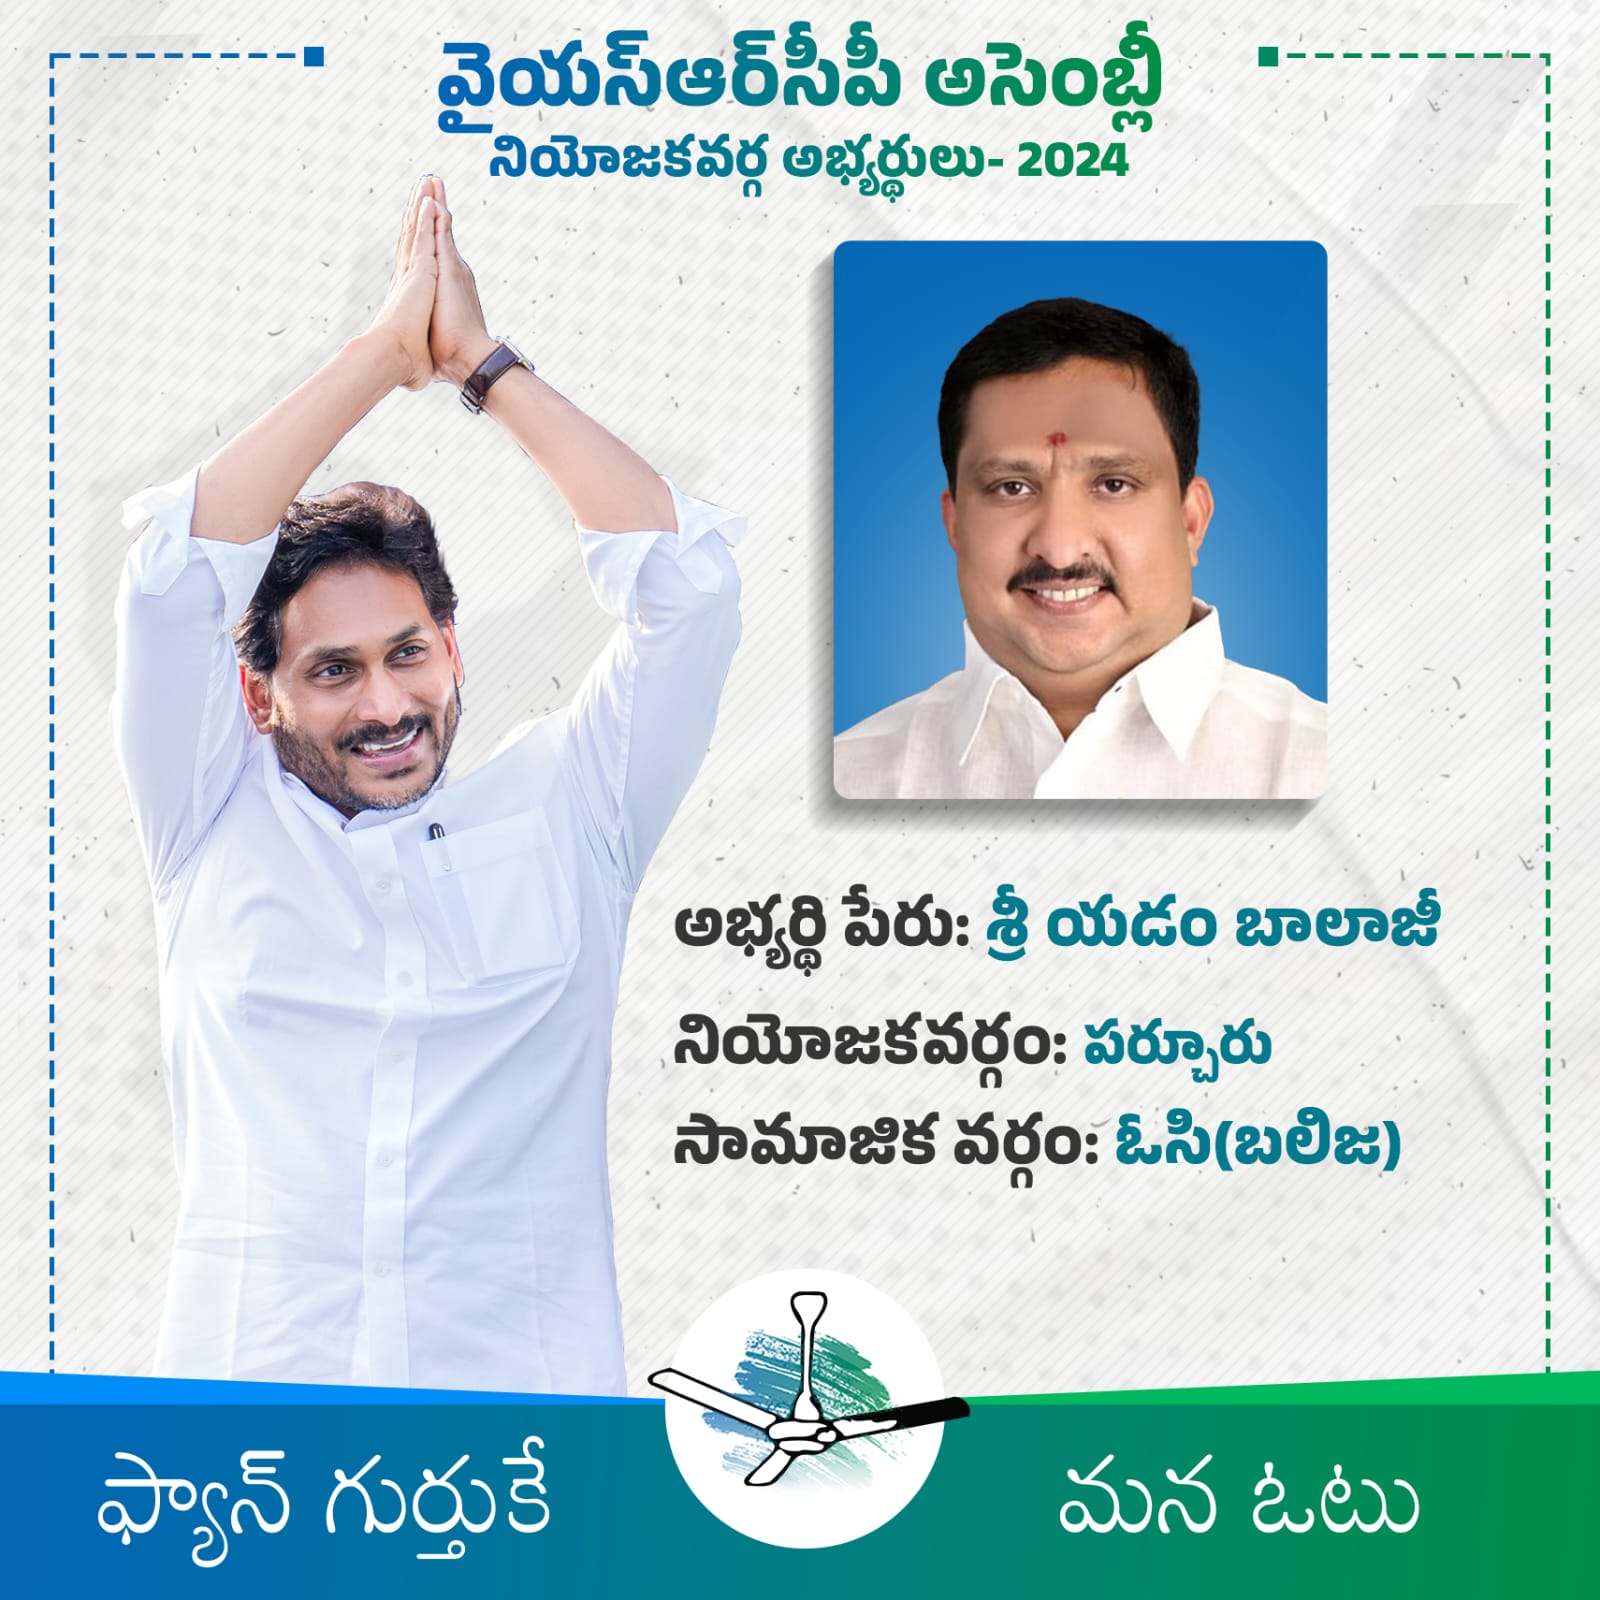 వైయస్ఆర్‌సీపీ అసెంబ్లీ
నియోజకవర్గ అభ్యర్థులు- 2024
అభ్యర్థి పేరు: శ్రీ యడం బాలాజీ
నియోజకవర్గం: పర్చూరు
సామాజిక వర్గం: ఓసి(బలిజ)
ఫ్యాన్ గుర్తుకే మన ఓటు